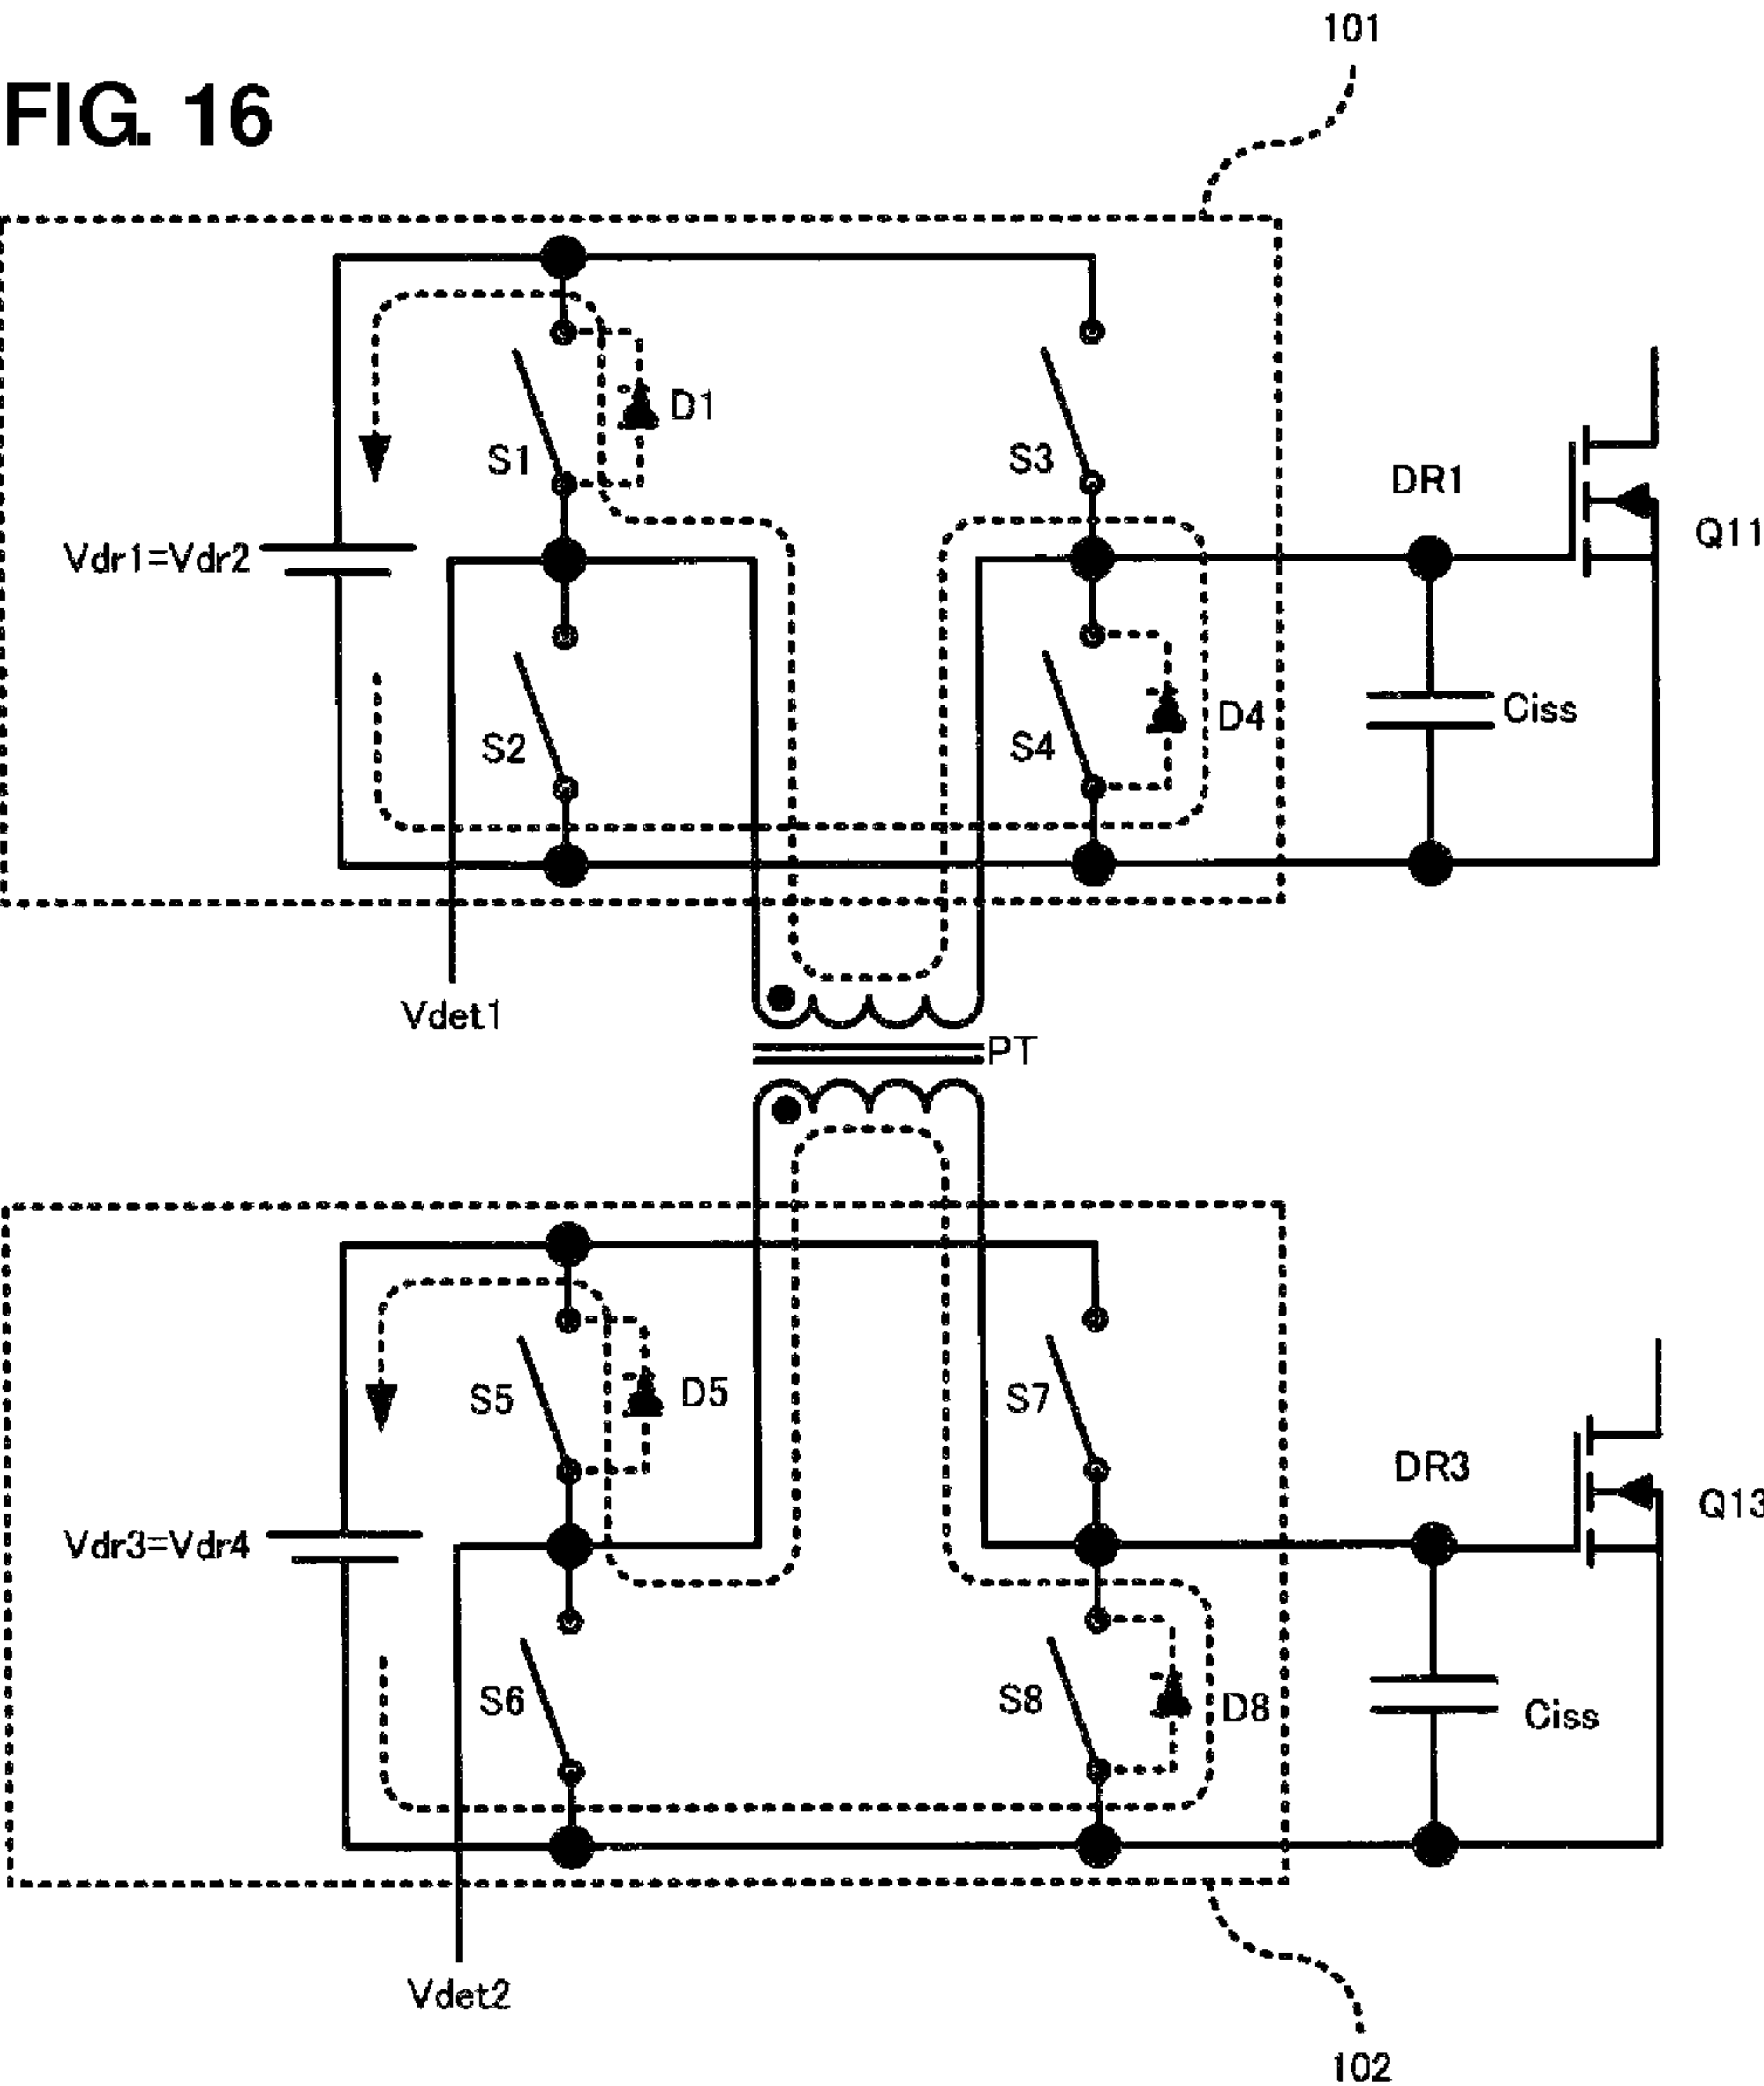 101
FIG. 16
D1
S1
S3
DR1
Q11
Vdr1=Vdr2
S2
S4
D4
Ciss
Vdet1
PT
S5
D5
S7
DR3
Q13
Vdr3=Vdr4
S6
S8
D8
Ciss
Vdet2
102